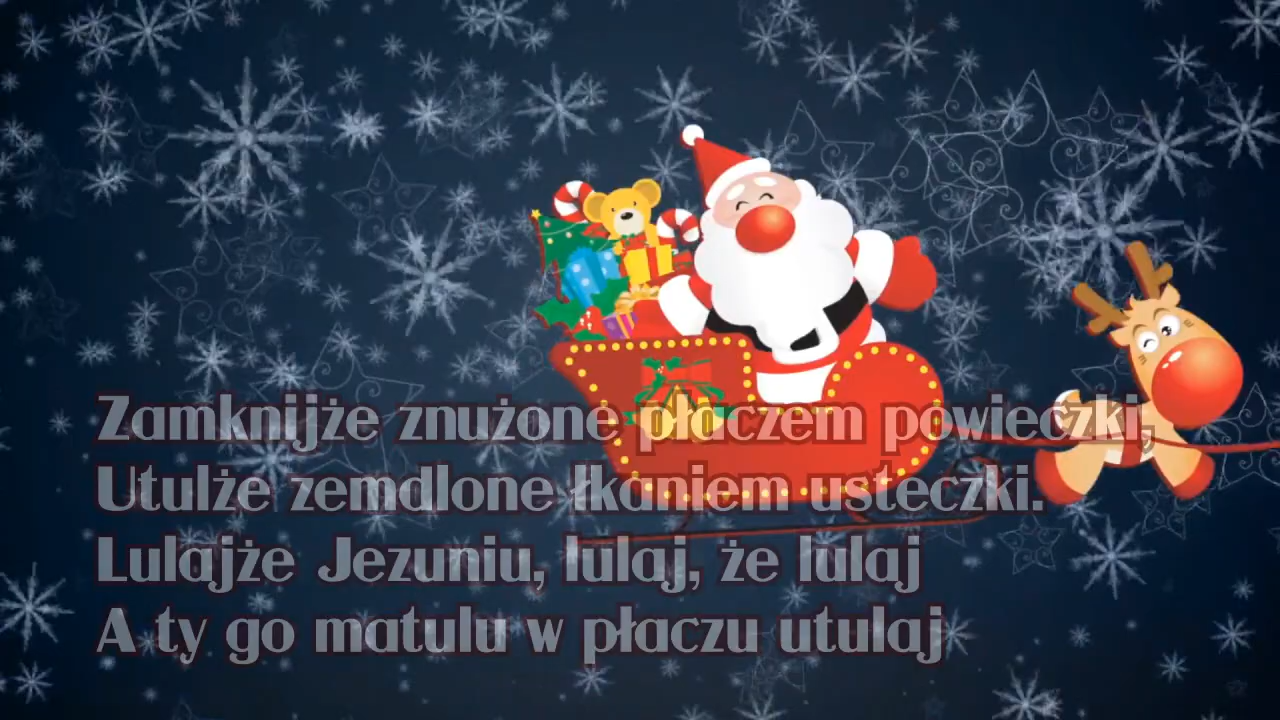 Zamknijże znużone płaczem powieczki,
Utulże zemdlone łkaniem usteczki.
Lulajże Jezuniu, lulaj, że lulaj
A ty go matulu w płaczu utulaj